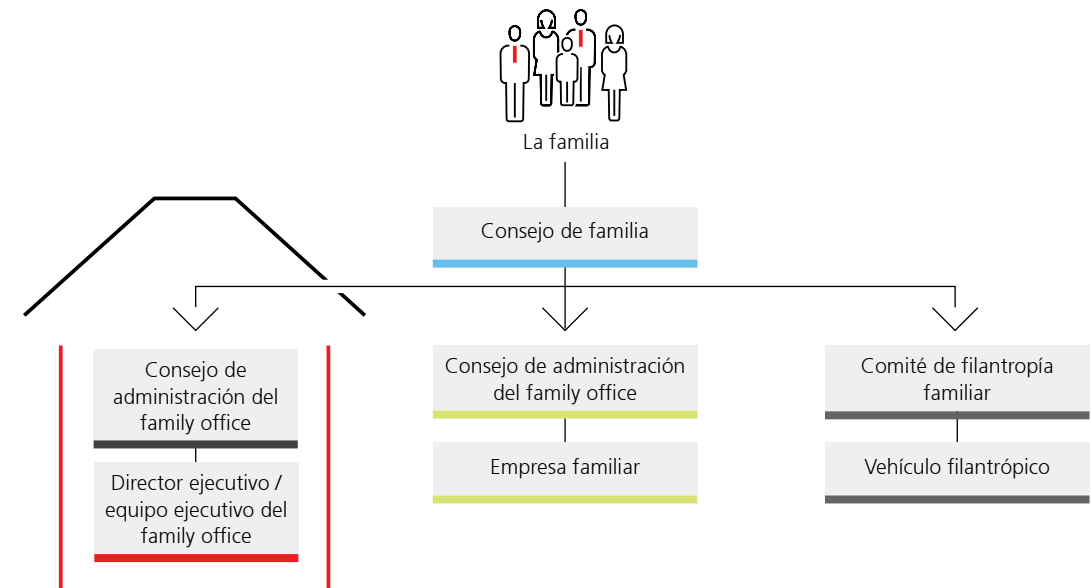 La familia
Consejo de familia
Consejo de
administración del
family office
Director ejecutivo /
equipo ejecutivo del
family office
Consejo de administración
del family office
Empresa familiar
Comité de filantropía
familiar
Vehículo filantrópico